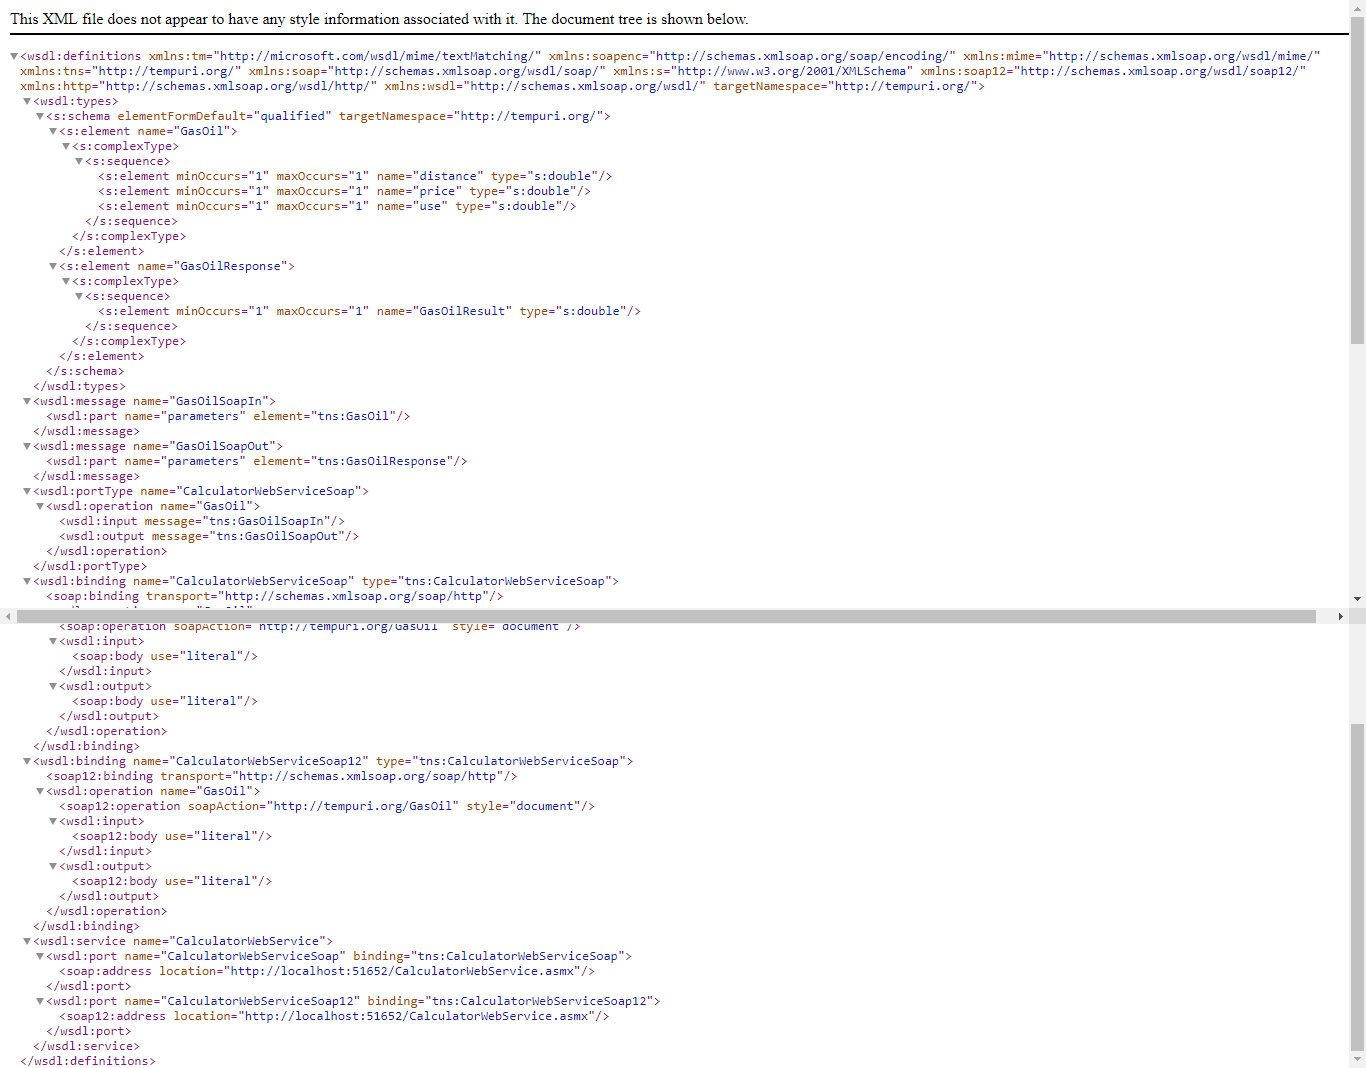 This XML file does not appear to have any style information associated with it. The document tree is shown below.
▼<wsdl:definitions xmlns:tm="http://microsoft.com/wsdl/mime/textMatching/" xmlns:soapenc="http://schemas.xmlsoap.org/soap/encoding/" xmlns:mime="http://schemas.xmlsoap.org/wsdl/mime/"
xmlns:tns="http://tempuri.org/" xmlns:soap="http://schemas.xmlsoap.org/wsdl/soap/" xmlns:s="http://www.w3.org/2001/XMLSchema" xmlns:soap12="http://schemas.xmlsoap.org/wsdl/soap12/"
xmlns:http="http://schemas.xmlsoap.org/wsdl/http/" xmlns:wsdl="http://schemas.xmlsoap.org/wsdl/" targetNamespace="http://tempuri.org/">
▼<wsdl:types>
▼<s:schema elementFormDefault="qualified" targetNamespace="http://tempuri.org/">
▼<s:element name="GasOil">
▼<s:complexType>
▼<s:sequence>
<s:element minOccurs="1" maxOccurs="1" name="distance" type="s:double"/>
<s:element minOccurs="1" maxOccurs="1" name="price" type="s:double"/>
<s:element minOccurs="1" maxOccurs="1" name="use" type="s:double"/>
</s:sequence>
</s:complexType>
</s:element>
▼<s:element name="GasOilResponse">
▼<s:complexType>
▼<s:sequence>
<s:element minOccurs="1" maxOccurs="1" name="GasOilResult" type="s:double"/>
</s:sequence>
</s:complexType>
</s:element>
</s:schema>
</wsdl:types>
▼<wsdl:message name="GasOilSoapIn">
<wsdl:part name="parameters" element="tns:GasOil"/>
</wsdl:message>
▼<wsdl:message name="GasOilSoapOut">
<wsdl:part name="parameters" element="tns:GasOilResponse"/>
</wsdl:message>
▼<wsdl:portType name="CalculatorWebServiceSoap">
▼<wsdl:operation name="GasOil">
<wsdl:input message="tns:GasOilSoapIn"/>
<wsdl:output message="tns:GasOilSoapOut"/>
</wsdl:operation>
</wsdl:portType>
▼<wsdl:binding name="CalculatorWebServiceSoap" type="tns:CalculatorWebServiceSoap">
<soap:binding transport="http://schemas.xmlsoap.org/soap/http"/>
<soap:operation soapAction="http://tempuri.org/GasOil" style="document"/>
▼<wsdl:input>
<soap:body use="literal"/>
</wsdl:input>
▼<wsdl:output>
<soap:body use="literal"/>
</wsdl:output>
</wsdl:operation>
</wsdl:binding>
▼<wsdl:binding name="CalculatorWebServiceSoap12" type="tns:CalculatorWebServiceSoap">
<soap12:binding transport="http://schemas.xmlsoap.org/soap/http"/>
▼<wsdl:operation name="GasOil">
<soap12:operation soapAction="http://tempuri.org/GasOil" style="document"/>
▼<wsdl:input>
<soap12:body use="literal"/>
</wsdl:input>
▼<wsdl:output>
<soap12:body use="literal"/>
</wsdl:output>
</wsdl:operation>
</wsdl:binding>
▼<wsdl:service name="CalculatorWebService">
▼<wsdl:port name="CalculatorWebServiceSoap" binding="tns:CalculatorWebServiceSoap">
<soap:address location="http://localhost:51652/CalculatorWebService.asmx"/>
</wsdl:port>
▼<wsdl:port name="CalculatorWebServiceSoap12" binding="tns:CalculatorWebServiceSoap12">
<soap12:address location="http://localhost:51652/CalculatorWebService.asmx"/>
</wsdl:port>
</wsdl:service>
</wsdl:definitions>